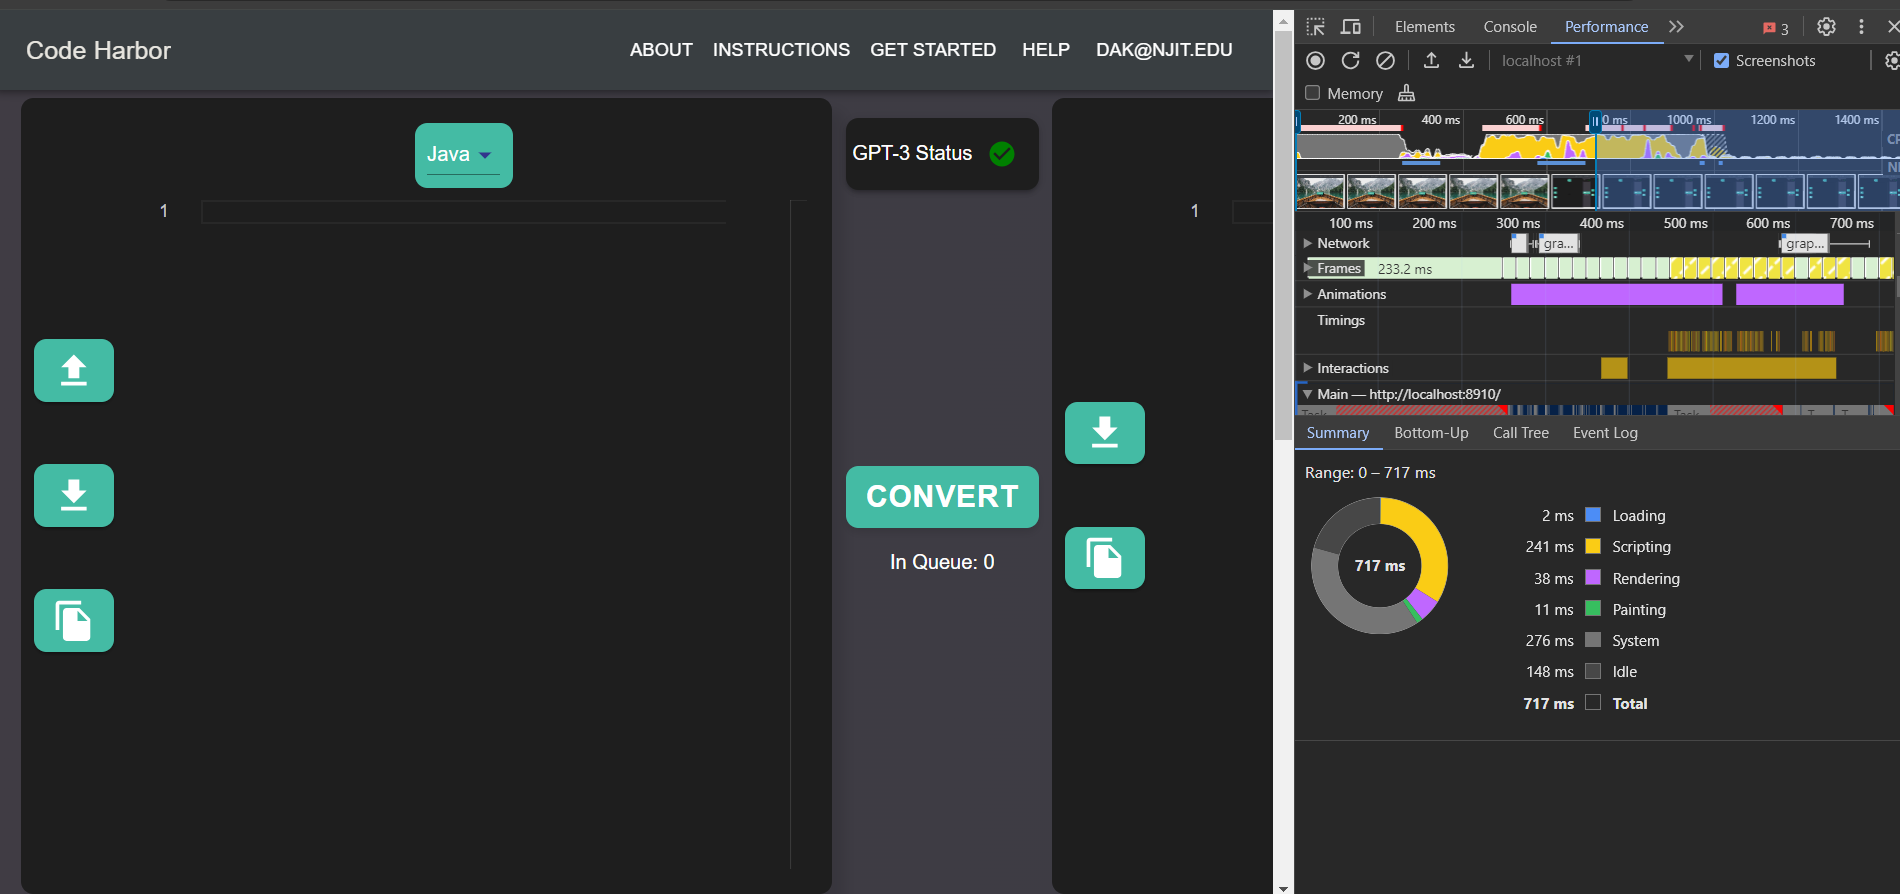 Code Harbor
ABOUT INSTRUCTIONS GET STARTED HELP DAK@NJIT.EDU
Java
1
GPT-3 Status
CONVERT
In Queue: 0
1
Elements Console Performance 3
localhost #1 Screenshots
Memory
200 ms 400 ms 600 ms 0 ms 1000 ms 1200 ms 1400 ms
100 ms 200 ms 300 ms 400 ms 500 ms 600 ms 700 ms
Network gra... grap...
Frames 233.2 ms
Animations
Timings
Interactions
Main — http://localhost:8910/
Summary Bottom-Up Call Tree Event Log
Range: 0 – 717 ms
717 ms
2 ms Loading
241 ms Scripting
38 ms Rendering
11 ms Painting
276 ms System
148 ms Idle
717 ms Total